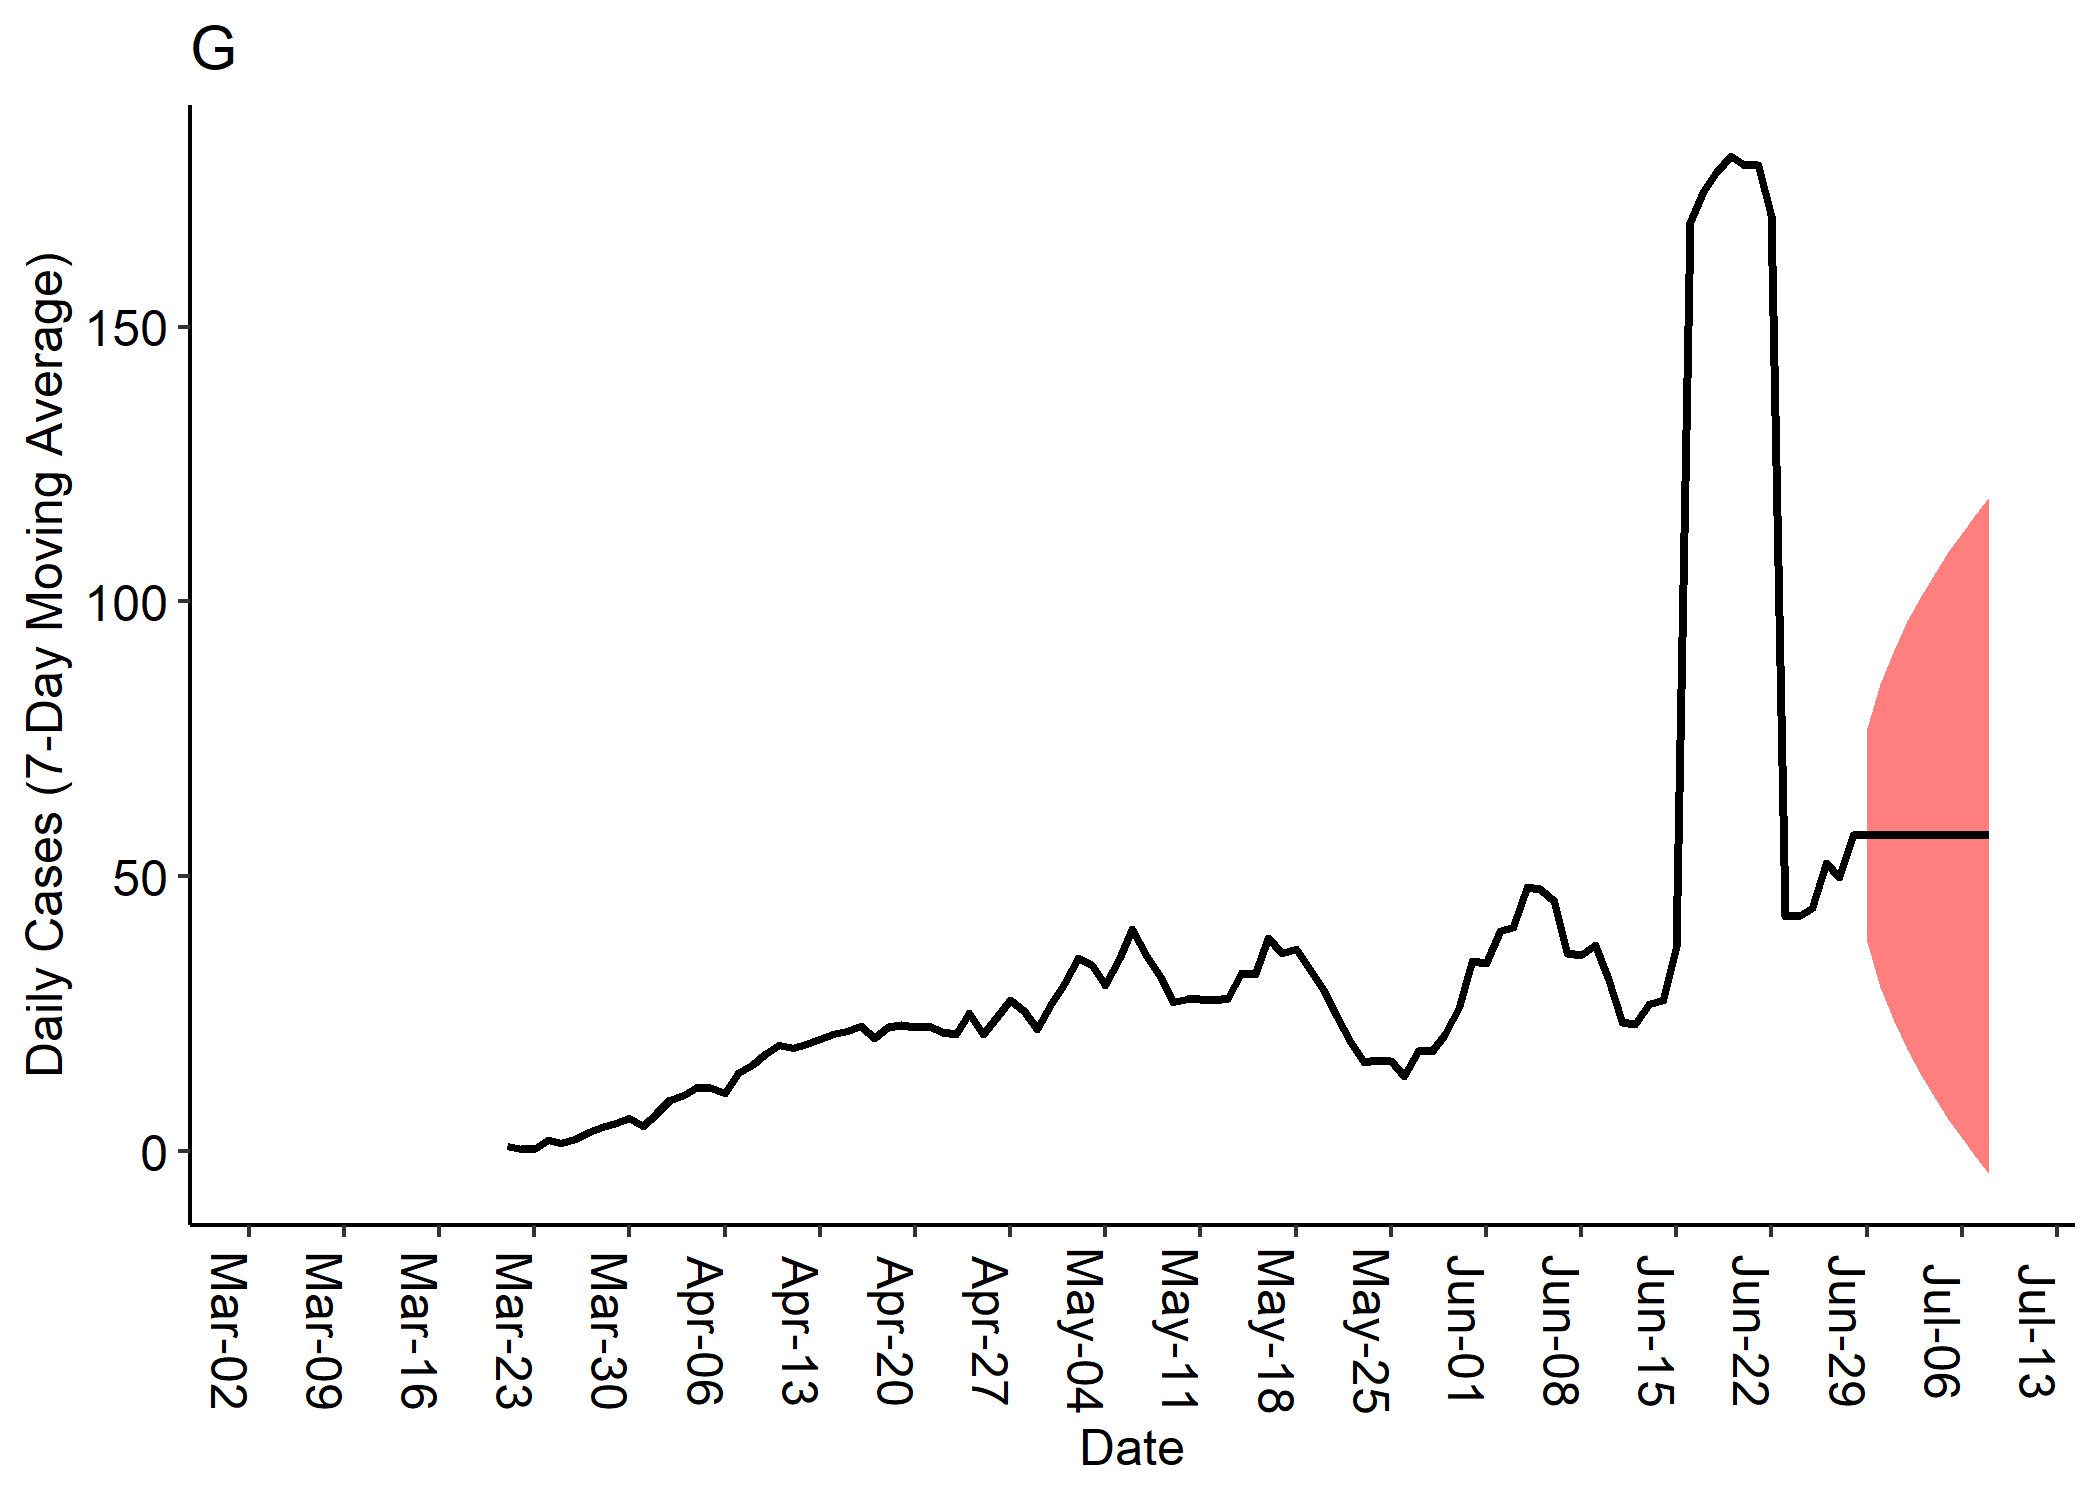 G
Daily Cases (7-Day Moving Average)
150
100
50
0
Mar-02
Mar-09
Mar-16
Mar-23
Mar-30
Apr-06
Apr-13
Apr-20
Apr-27
May-04
May-11
May-18
May-25
Jun-01
Jun-08
Jun-15
Jun-22
Jun-29
Jul-06
Jul-13
Date